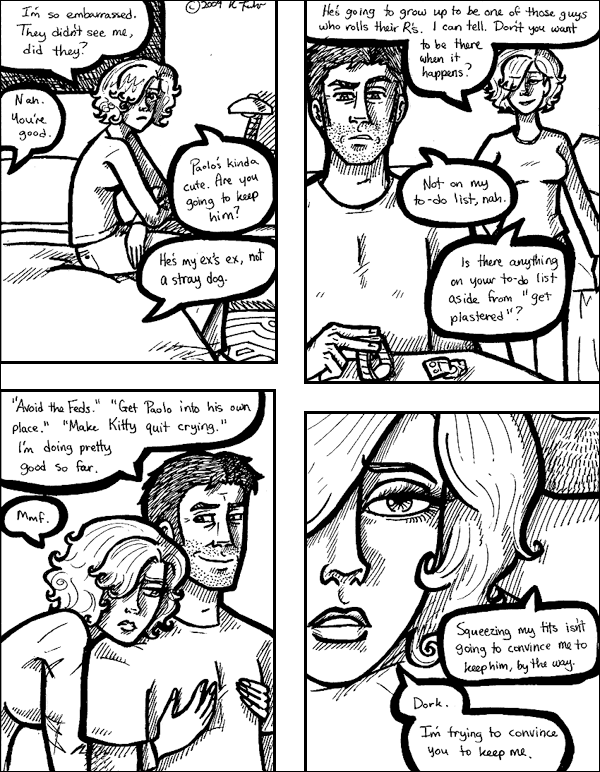 © 2009 K.
I'm so embarrassed.
They didn't see me,
did they?
Nah.
You're
good.
Paolo's kinda
cute. Are you
going to keep
him?
He's my ex's ex, not
a stray dog.
He's going to grow up to be one of those guys
who rolls their R's. I can tell. Don't you want
to be there
when it
happens?
Not on my
to-do list, nah.
Is there anything
on your to-do list
aside from "get
plastered"?
"Avoid the Feds." "Get Paolo into his own
place." "Make Kitty quit crying."
I'm doing pretty
good so far.
Mmf.
Squeezing my tits isn't
going to convince me to
keep him, by the way.
Dork.
I'm trying to convince
you to keep me.